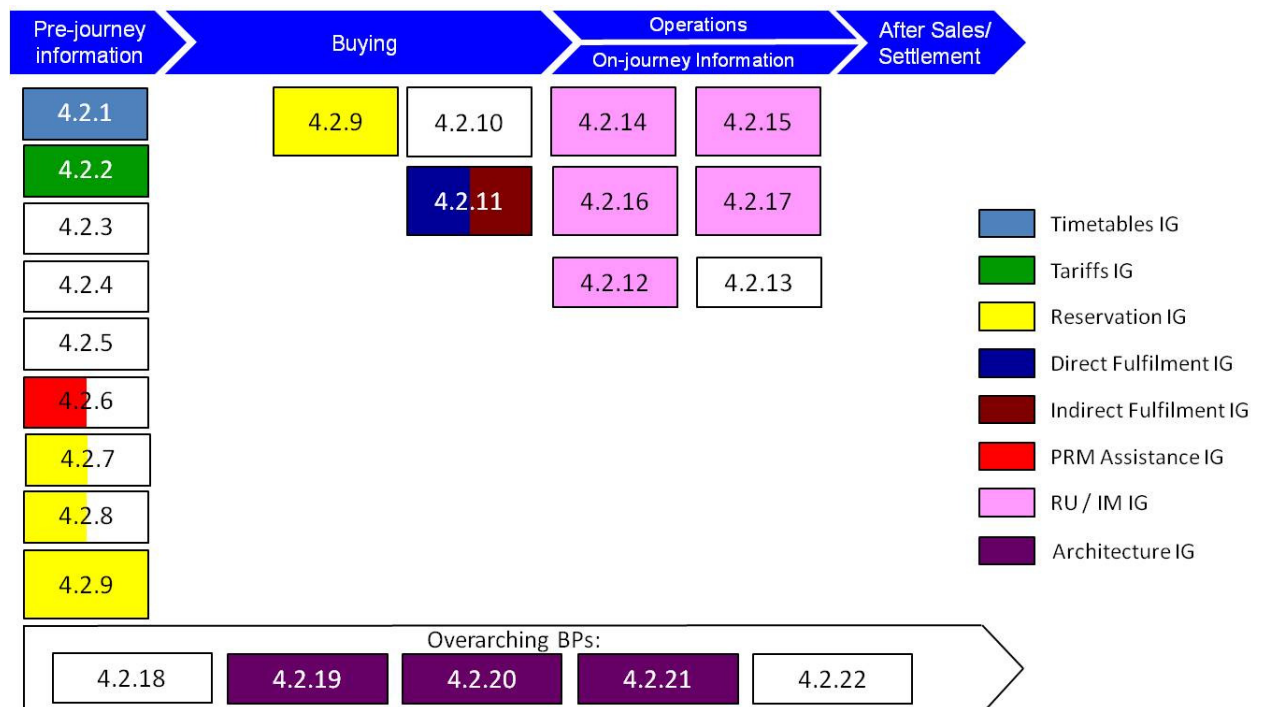 Pre-journey
information
Buying
Operations
On-journey Information
After Sales/
Settlement
4.2.1
4.2.2
4.2.3
4.2.4
4.2.5
4.2.6
4.2.7
4.2.8
4.2.9
4.2.9
4.2.10
4.2.11
4.2.14
4.2.15
4.2.16
4.2.17
4.2.12
4.2.13
Timetables IG
Tariffs IG
Reservation IG
Direct Fulfilment IG
Indirect Fulfilment IG
PRM Assistance IG
RU / IM IG
Architecture IG
Overarching BPs:
4.2.18
4.2.19
4.2.20
4.2.21
4.2.22